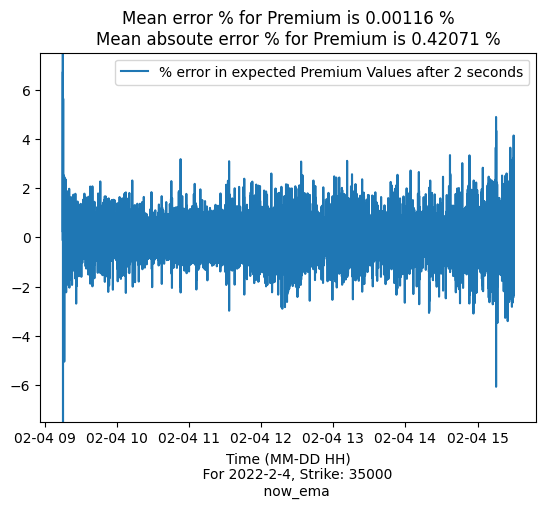 Mean error % for Premium is 0.00116 %
Mean absoute error % for Premium is 0.42071 %
% error in expected Premium Values after 2 seconds
6
4
2
0
−2
−4
−6
02-04 09 02-04 10 02-04 11 02-04 12 02-04 13 02-04 14 02-04 15
Time (MM-DD HH)
For 2022-2-4, Strike: 35000
now_ema